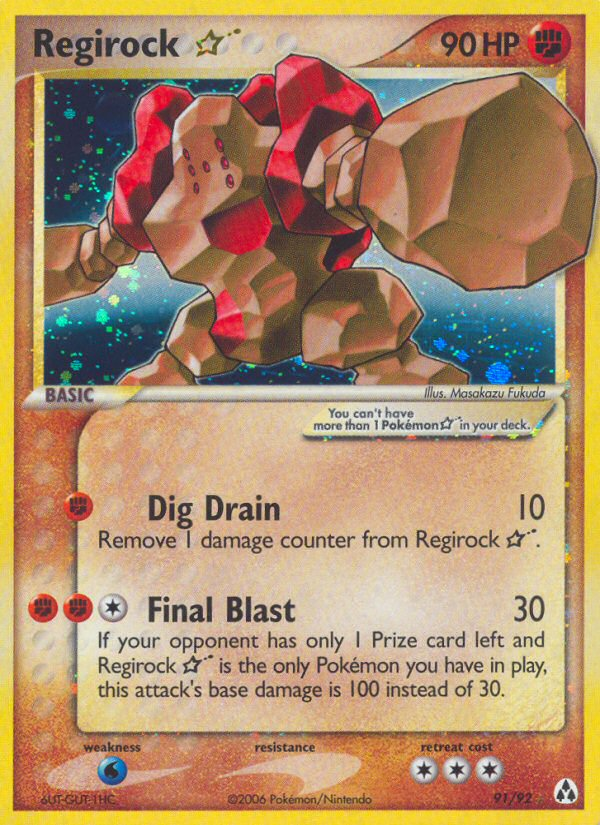 Regirock ☆
90 HP
BASIC
Illus. Masakazu Fukuda
You can't have
more than 1 Pokémon ☆ in your deck.
Dig Drain 10
Remove 1 damage counter from Regirock ☆.
Final Blast 30
If your opponent has only 1 Prize card left and
Regirock ☆ is the only Pokémon you have in play,
this attack's base damage is 100 instead of 30.
weakness resistance retreat cost
6UT-GUT-1HC ©2006 Pokémon/Nintendo 91/92